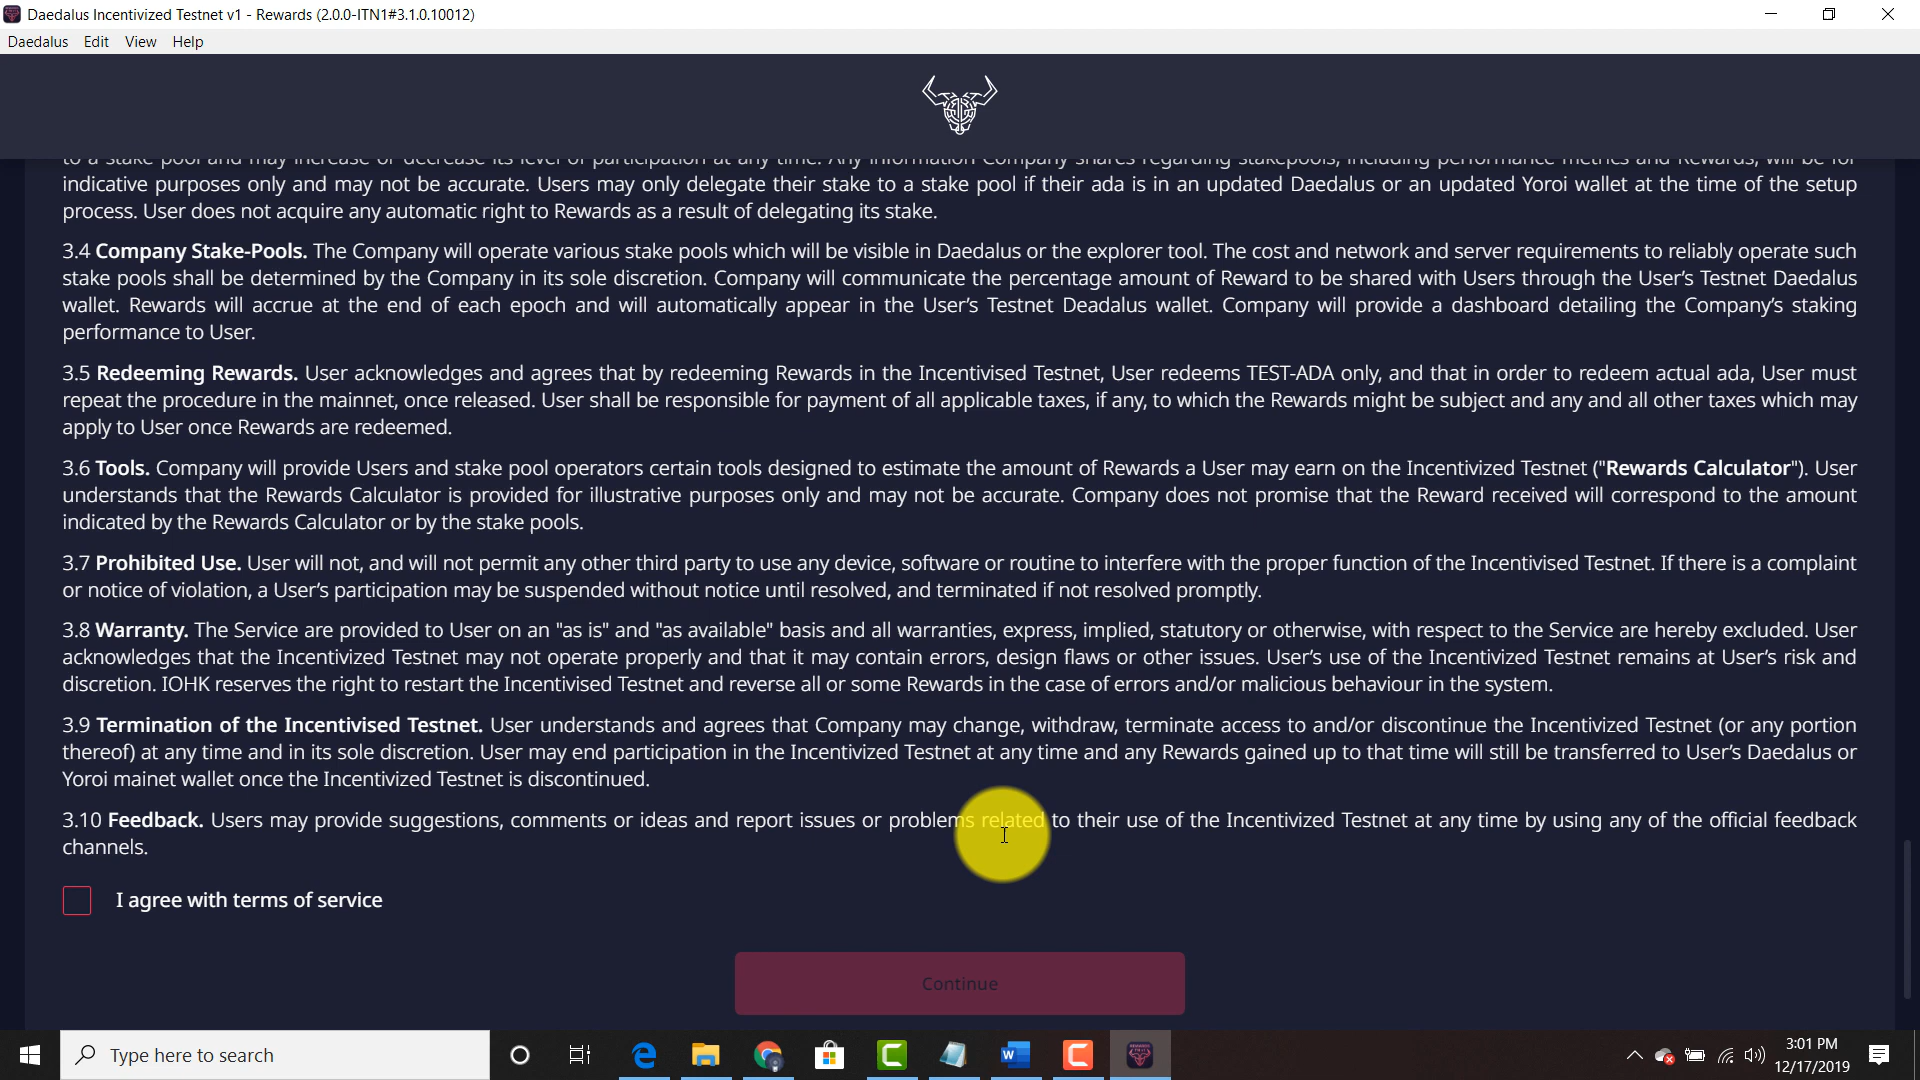 Daedalus Incentivized Testnet v1 - Rewards (2.0.0-ITN1#3.1.0.10012)
Daedalus Edit View Help
to a stake pool and may increase or decrease its level of participation at any time. Any information Company shares regarding stakepools, including performance metrics and Rewards, will be for
indicative purposes only and may not be accurate. Users may only delegate their stake to a stake pool if their ada is in an updated Daedalus or an updated Yoroi wallet at the time of the setup
process. User does not acquire any automatic right to Rewards as a result of delegating its stake.
3.4 Company Stake-Pools. The Company will operate various stake pools which will be visible in Daedalus or the explorer tool. The cost and network and server requirements to reliably operate such
stake pools shall be determined by the Company in its sole discretion. Company will communicate the percentage amount of Reward to be shared with Users through the User's Testnet Daedalus
wallet. Rewards will accrue at the end of each epoch and will automatically appear in the User's Testnet Deadalus wallet. Company will provide a dashboard detailing the Company's staking
performance to User.
3.5 Redeeming Rewards. User acknowledges and agrees that by redeeming Rewards in the Incentivised Testnet, User redeems TEST-ADA only, and that in order to redeem actual ada, User must
repeat the procedure in the mainnet, once released. User shall be responsible for payment of all applicable taxes, if any, to which the Rewards might be subject and any and all other taxes which may
apply to User once Rewards are redeemed.
3.6 Tools. Company will provide Users and stake pool operators certain tools designed to estimate the amount of Rewards a User may earn on the Incentivized Testnet ("Rewards Calculator"). User
understands that the Rewards Calculator is provided for illustrative purposes only and may not be accurate. Company does not promise that the Reward received will correspond to the amount
indicated by the Rewards Calculator or by the stake pools.
3.7 Prohibited Use. User will not, and will not permit any other third party to use any device, software or routine to interfere with the proper function of the Incentivised Testnet. If there is a complaint
or notice of violation, a User's participation may be suspended without notice until resolved, and terminated if not resolved promptly.
3.8 Warranty. The Service are provided to User on an "as is" and "as available" basis and all warranties, express, implied, statutory or otherwise, with respect to the Service are hereby excluded. User
acknowledges that the Incentivized Testnet may not operate properly and that it may contain errors, design flaws or other issues. User's use of the Incentivized Testnet remains at User's risk and
discretion. IOHK reserves the right to restart the Incentivised Testnet and reverse all or some Rewards in the case of errors and/or malicious behaviour in the system.
3.9 Termination of the Incentivised Testnet. User understands and agrees that Company may change, withdraw, terminate access to and/or discontinue the Incentivized Testnet (or any portion
thereof) at any time and in its sole discretion. User may end participation in the Incentivized Testnet at any time and any Rewards gained up to that time will still be transferred to User's Daedalus or
Yoroi mainet wallet once the Incentivized Testnet is discontinued.
3.10 Feedback. Users may provide suggestions, comments or ideas and report issues or problems related to their use of the Incentivized Testnet at any time by using any of the official feedback
channels.
I agree with terms of service
Continue
Type here to search
3:01 PM
12/17/2019